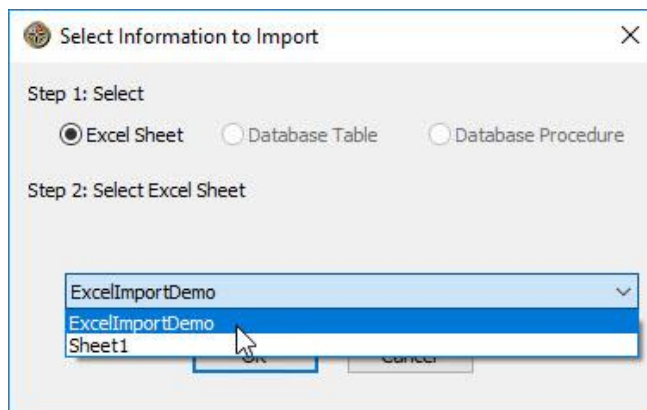 Select Information to Import
Step 1: Select
Excel Sheet Database Table Database Procedure
Step 2: Select Excel Sheet
ExcelImportDemo
ExcelImportDemo
Sheet1